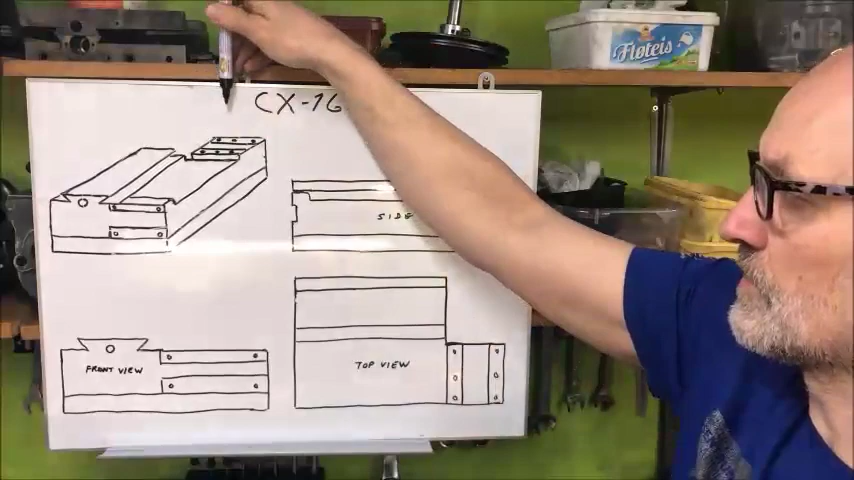 CX-16
SIDE
FRONT VIEW
TOP VIEW
Floteis